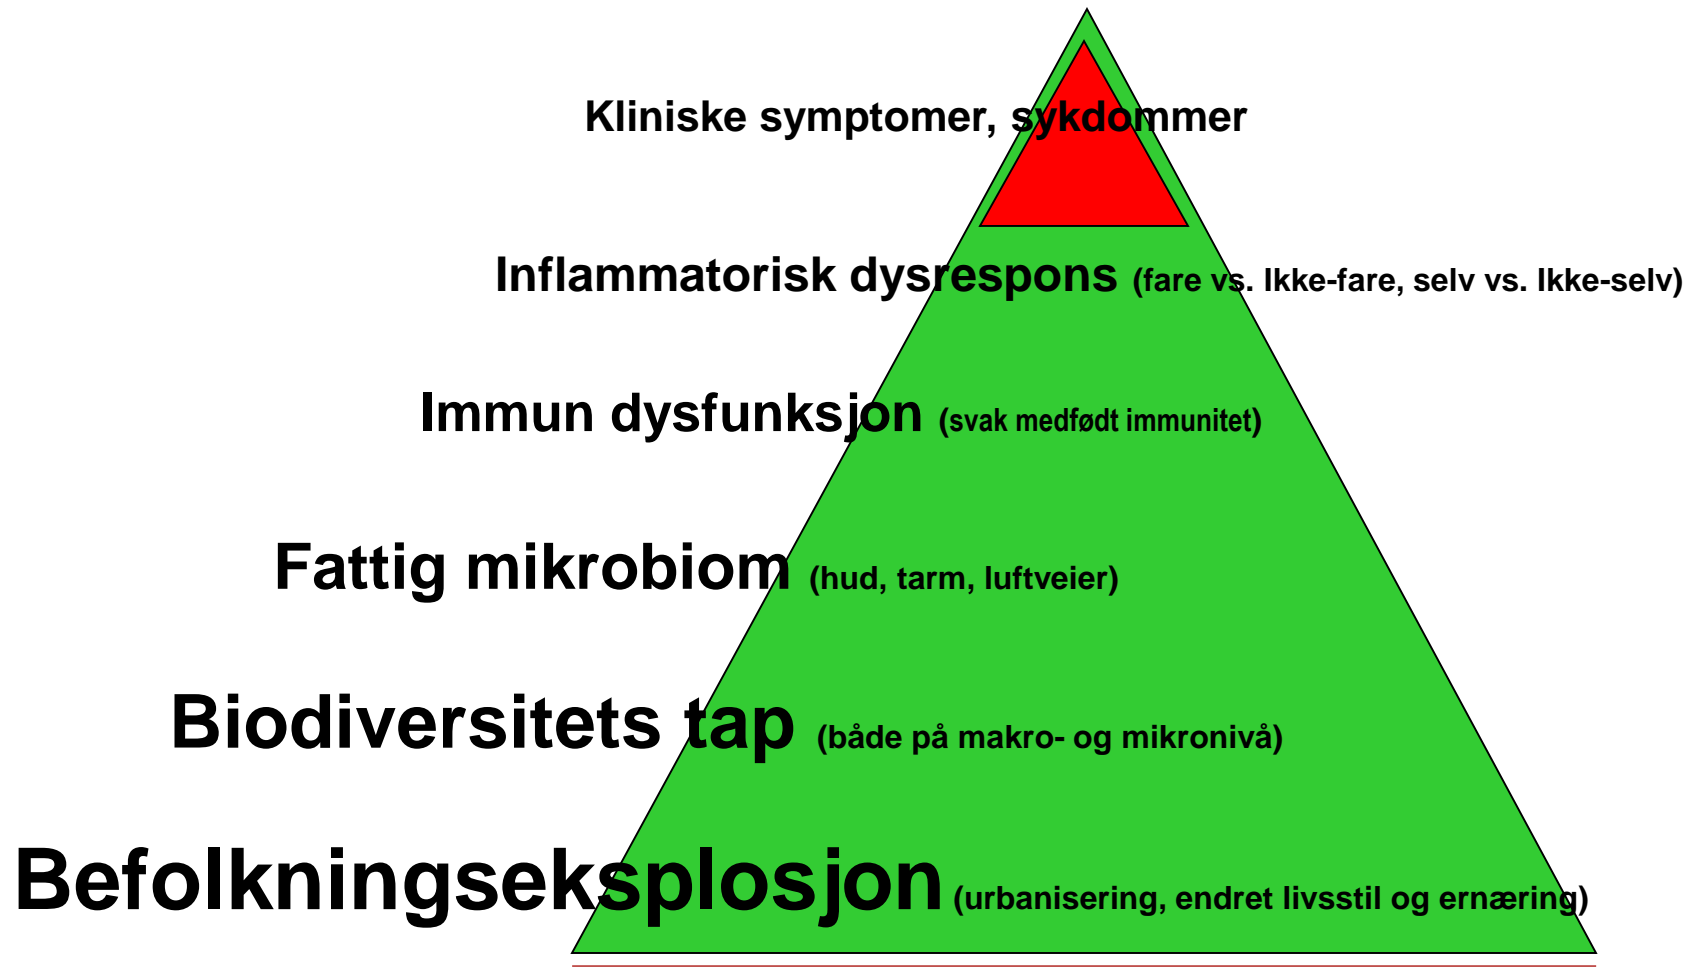 Kliniske symptomer, sykdommer
Inflammatorisk dysrespons (fare vs. Ikke-fare, selv vs. Ikke-selv)
Immun dysfunksjon (svak medfødt immunitet)
Fattig mikrobiom (hud, tarm, luftveier)
Biodiversitets tap (både på makro- og mikronivå)
Befolkningseksplosjon (urbanisering, endret livsstil og ernæring)